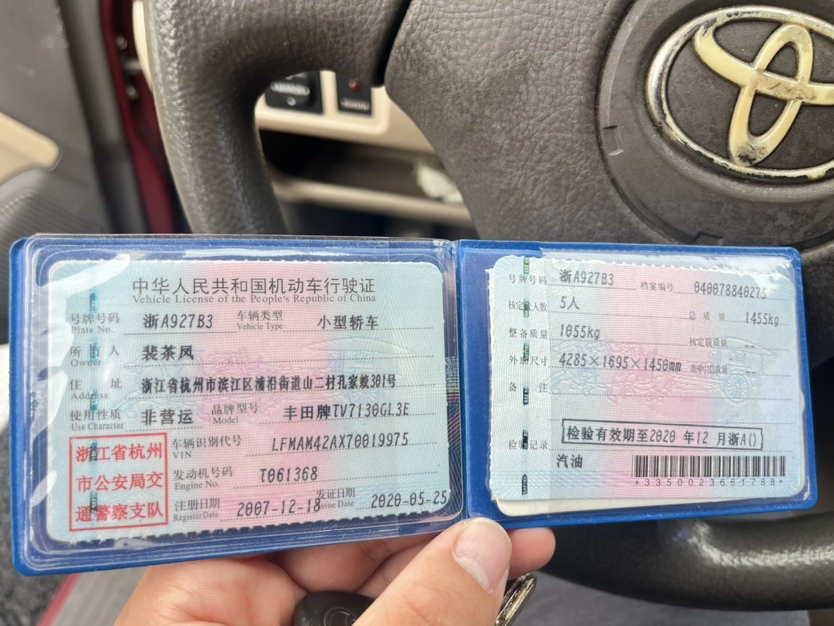 中华人民共和国机动车行驶证
Vehicle License of the People's Republic of China
号牌号码 浙A927B3 车辆类型 小型轿车
Plate No. Vehicle Type
所有人 裴茶凤
Owner
住址 浙江省杭州市滨江区浦沿街道山二村孔家坡301号
Address
使用性质 非营运 品牌型号 丰田牌TV7130GL3E
Use Character Model
浙江省杭州
市公安局交
通警察支队
车辆识别代号 LFMAM42AX70019975
VIN
发动机号码 T061368
Engine No.
注册日期 2007-12-18 发证日期 2020-05-25
Register Date Issue Date
号牌号码 浙A927B3 档案编号 040078840275
核定载人数 5人 总质量 1455kg
整备质量 1055kg 核定载质量 --
外廓尺寸 4285×1695×1450mm 准牵引总质量 --
备注
检验记录 检验有效期至2020 年12 月浙A()
汽油
*3350023661788*